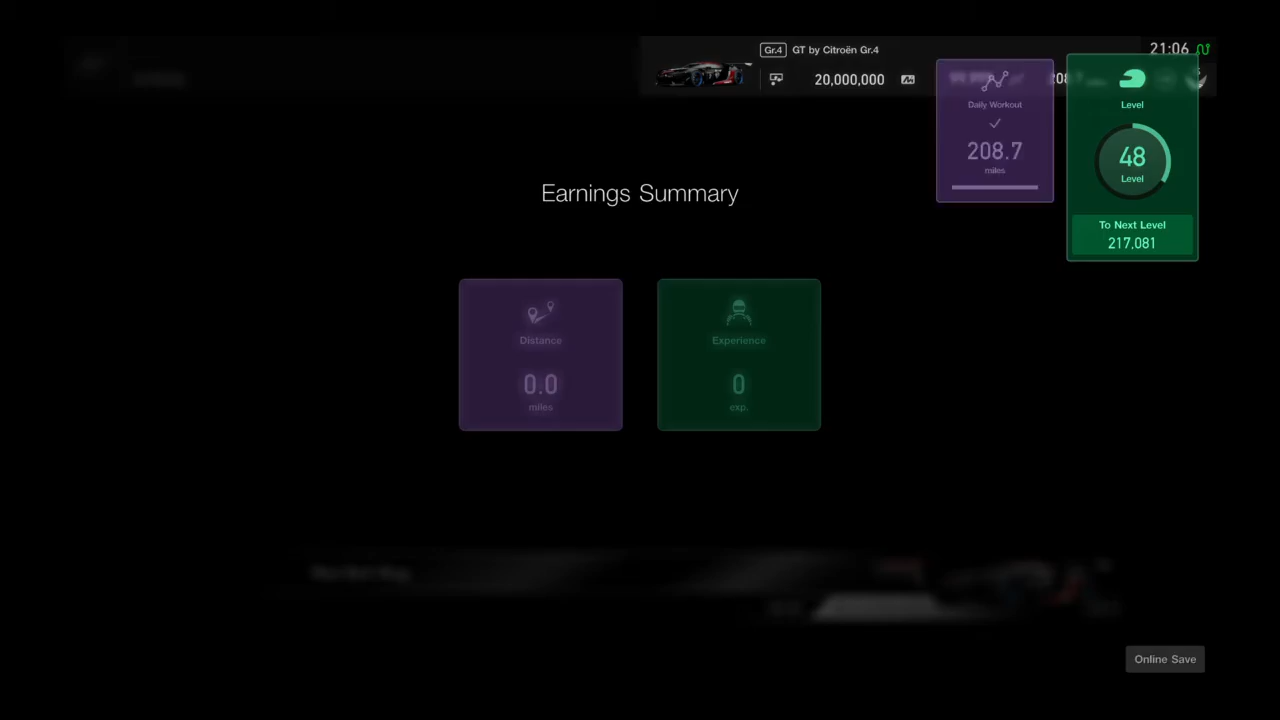 Gr.4 GT by Citroën Gr.4
21:06
20,000,000
Daily Workout
208.7
miles
Level
48
Level
To Next Level
217,081
Earnings Summary
Distance
0.0
miles
Experience
0
exp.
Online Save